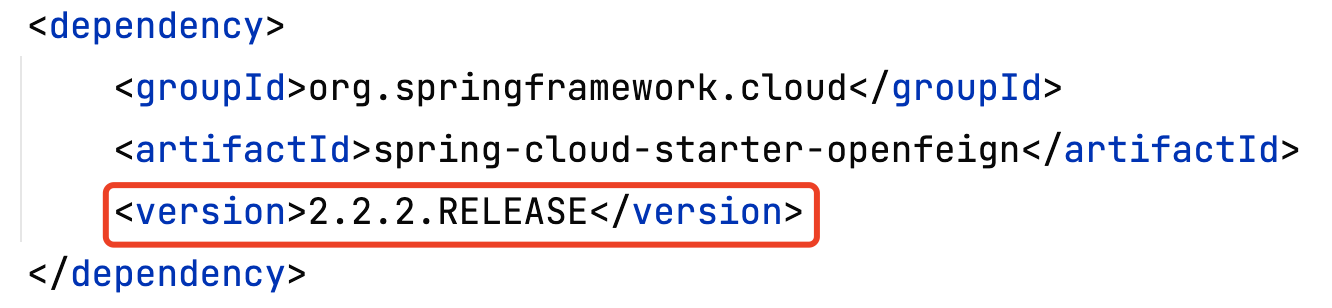 <dependency>
<groupId>org.springframework.cloud</groupId>
<artifactId>spring-cloud-starter-openfeign</artifactId>
<version>2.2.2.RELEASE</version>
</dependency>